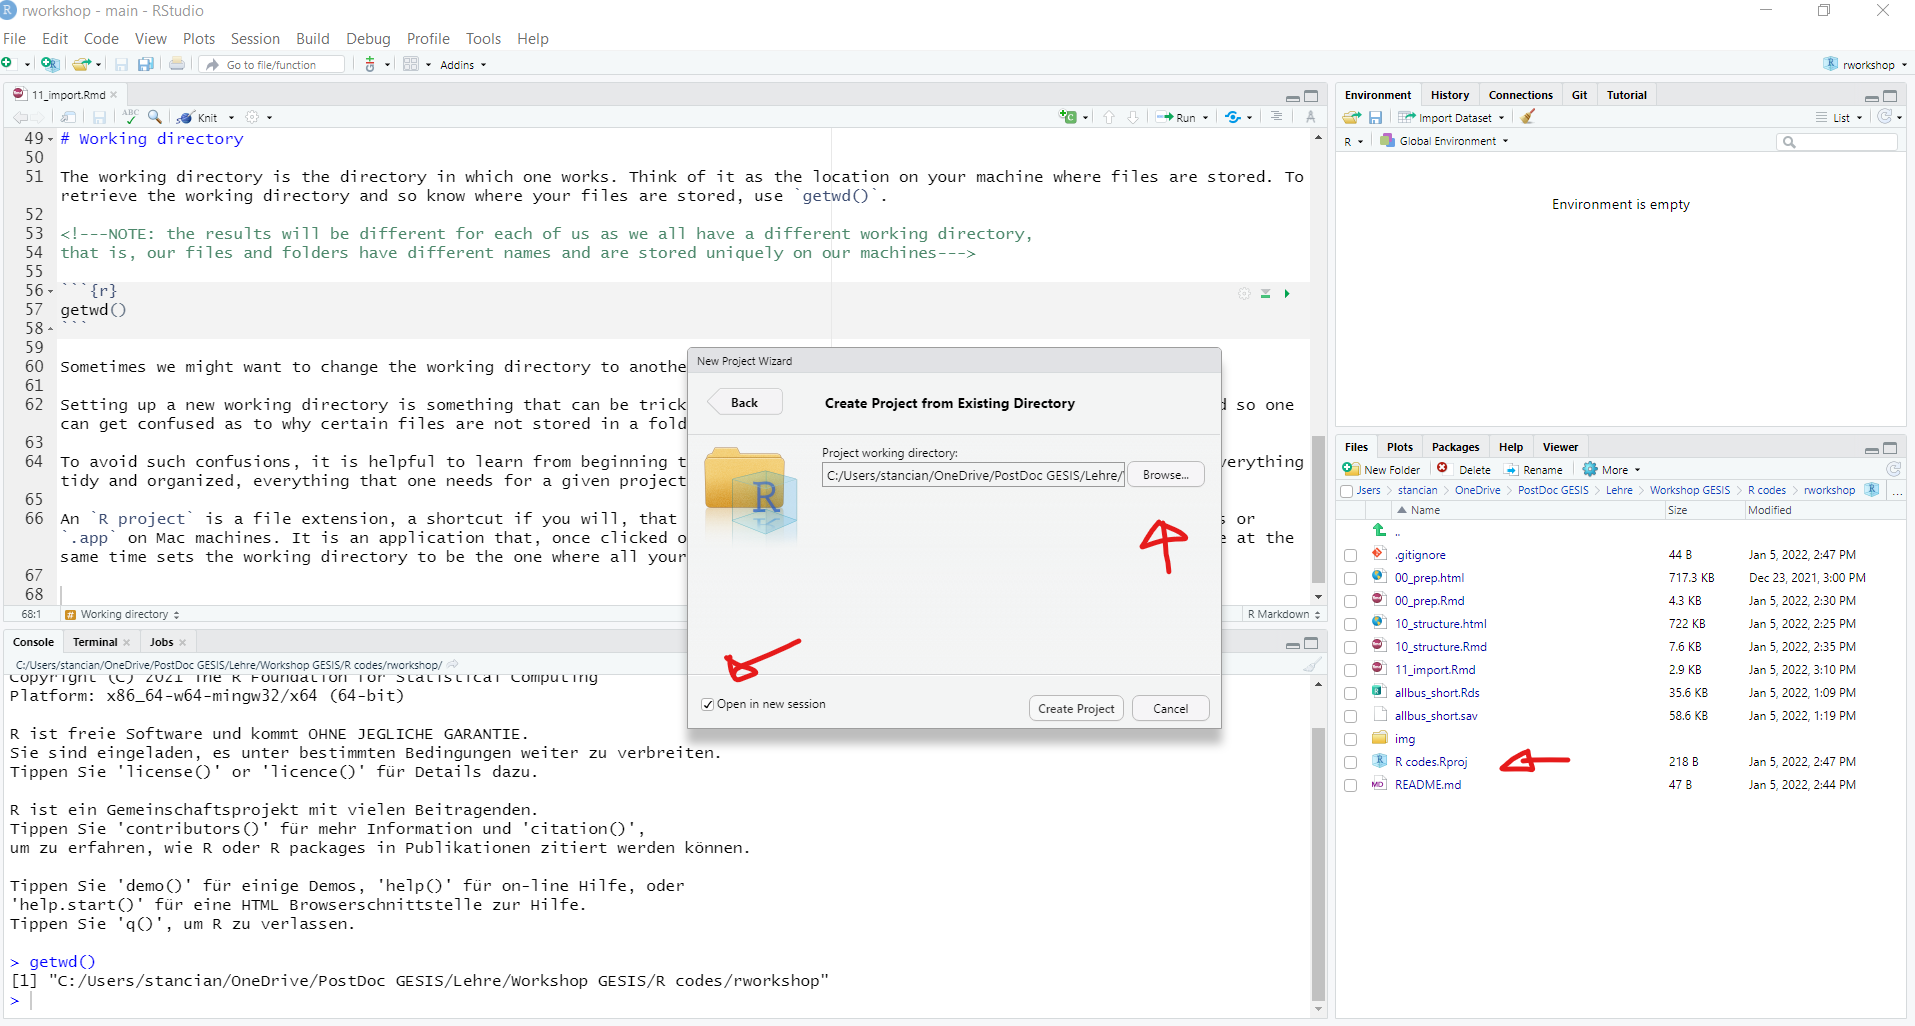 rworkshop - main - RStudio
File Edit Code View Plots Session Build Debug Profile Tools Help
Go to file/function
Addins
rworkshop
11_import.Rmd
ABC
Knit
Run
49 # Working directory
50
51 The working directory is the directory in which one works. Think of it as the location on your machine where files are stored. To
retrieve the working directory and so know where your files are stored, use `getwd()`.
52
53 <!---NOTE: the results will be different for each of us as we all have a different working directory,
54 that is, our files and folders have different names and are stored uniquely on our machines--->
55
56 ```{r}
57 getwd()
58 ```
59
60 Sometimes we might want to change the working directory to anothe
61
62 Setting up a new working directory is something that can be trick so one
can get confused as to why certain files are not stored in a fold
63
64 To avoid such confusions, it is helpful to learn from beginning t verything
tidy and organized, everything that one needs for a given project
65
66 An `R project` is a file extension, a shortcut if you will, that s or
`.app` on Mac machines. It is an application that, once clicked o e at the
same time sets the working directory to be the one where all your
67
68
68:1 # Working directory R Markdown
New Project Wizard
Back
Create Project from Existing Directory
Project working directory:
C:/Users/stancian/OneDrive/PostDoc GESIS/Lehre/
Browse...
R
Open in new session
Create Project
Cancel
Console Terminal Jobs
C:/Users/stancian/OneDrive/PostDoc GESIS/Lehre/Workshop GESIS/R codes/rworkshop/
Copyright (C) 2021 The R Foundation for Statistical Computing
Platform: x86_64-w64-mingw32/x64 (64-bit)
R ist freie Software und kommt OHNE JEGLICHE GARANTIE.
Sie sind eingeladen, es unter bestimmten Bedingungen weiter zu verbreiten.
Tippen Sie 'license()' or 'licence()' für Details dazu.
R ist ein Gemeinschaftsprojekt mit vielen Beitragenden.
Tippen Sie 'contributors()' für mehr Information und 'citation()',
um zu erfahren, wie R oder R packages in Publikationen zitiert werden können.
Tippen Sie 'demo()' für einige Demos, 'help()' für on-line Hilfe, oder
'help.start()' für eine HTML Browserschnittstelle zur Hilfe.
Tippen Sie 'q()', um R zu verlassen.
> getwd()
[1] "C:/Users/stancian/OneDrive/PostDoc GESIS/Lehre/Workshop GESIS/R codes/rworkshop"
>
Environment History Connections Git Tutorial
Import Dataset
List
R Global Environment
Environment is empty
Files Plots Packages Help Viewer
New Folder Delete Rename More
Jsers stancian OneDrive PostDoc GESIS Lehre Workshop GESIS R codes rworkshop ...
Name Size Modified
..
.gitignore 44 B Jan 5, 2022, 2:47 PM
00_prep.html 717.3 KB Dec 23, 2021, 3:00 PM
00_prep.Rmd 4.3 KB Jan 5, 2022, 2:30 PM
10_structure.html 722 KB Jan 5, 2022, 2:25 PM
10_structure.Rmd 7.6 KB Jan 5, 2022, 2:35 PM
11_import.Rmd 2.9 KB Jan 5, 2022, 3:10 PM
allbus_short.Rds 35.6 KB Jan 5, 2022, 1:09 PM
allbus_short.sav 58.6 KB Jan 5, 2022, 1:19 PM
img
R codes.Rproj 218 B Jan 5, 2022, 2:47 PM
README.md 47 B Jan 5, 2022, 2:44 PM